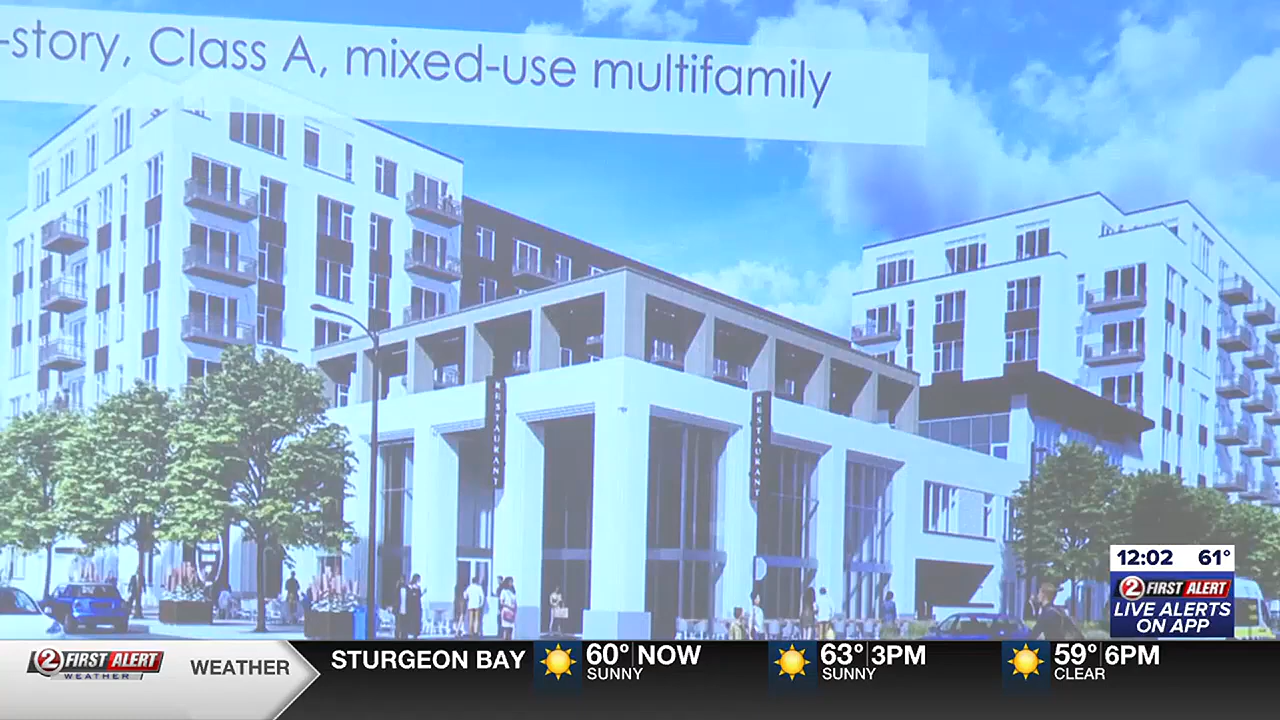 -story, Class A, mixed-use multifamily
RESTAURANT
RESTAURANT
12:02 61°
2 FIRST ALERT
LIVE ALERTS
ON APP
2 FIRST ALERT
WEATHER
WEATHER
STURGEON BAY
60° NOW
SUNNY
63° 3PM
SUNNY
59° 6PM
CLEAR